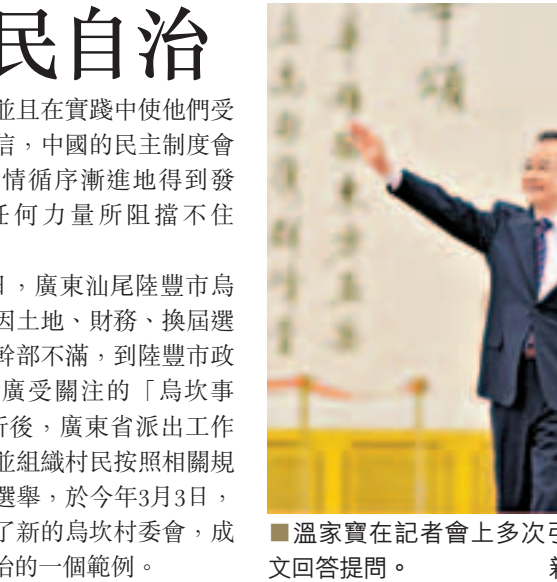 民自治
並且在實踐中使他們受
信，中國的民主制度會
情循序漸進地得到發
任何力量所阻擋不住
日，廣東汕尾陸豐市烏
因土地、財務、換屆選
幹部不滿，到陸豐市政
廣受關注的「烏坎事
後，廣東省派出工作
並組織村民按照相關規
選舉，於今年3月3日，
了新的烏坎村委會，成
治的一個範例。
■溫家寶在記者會上多次
文回答提問。